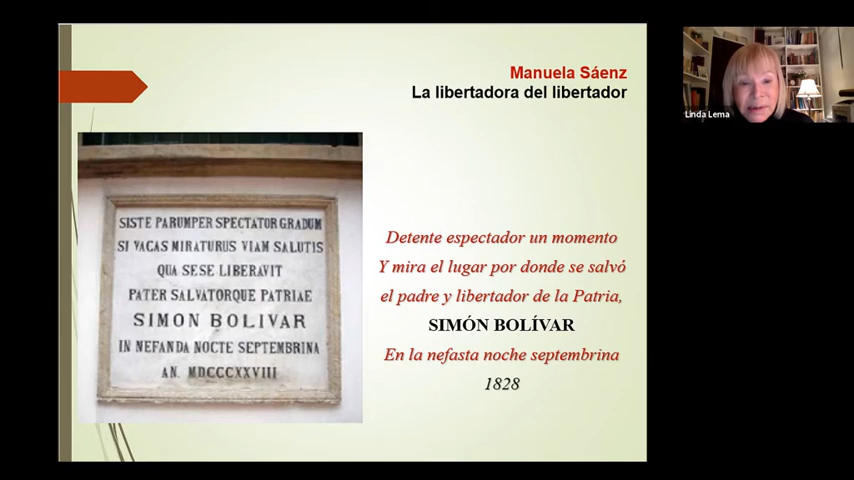 Manuela Sáenz
La libertadora del libertador
SISTE PARUMPER SPECTATOR GRADUM
SI VACAS MIRATURUS VIAM SALUTIS
QUA SESE LIBERAVIT
PATER SALVATORQUE PATRIAE
SIMON BOLIVAR
IN NEFANDA NOCTE SEPTEMBRINA
AN. MDCCCXXVIII
Detente espectador un momento
Y mira el lugar por donde se salvó
el padre y libertador de la Patria,
SIMÓN BOLÍVAR
En la nefasta noche septembrina
1828
Linda Lema